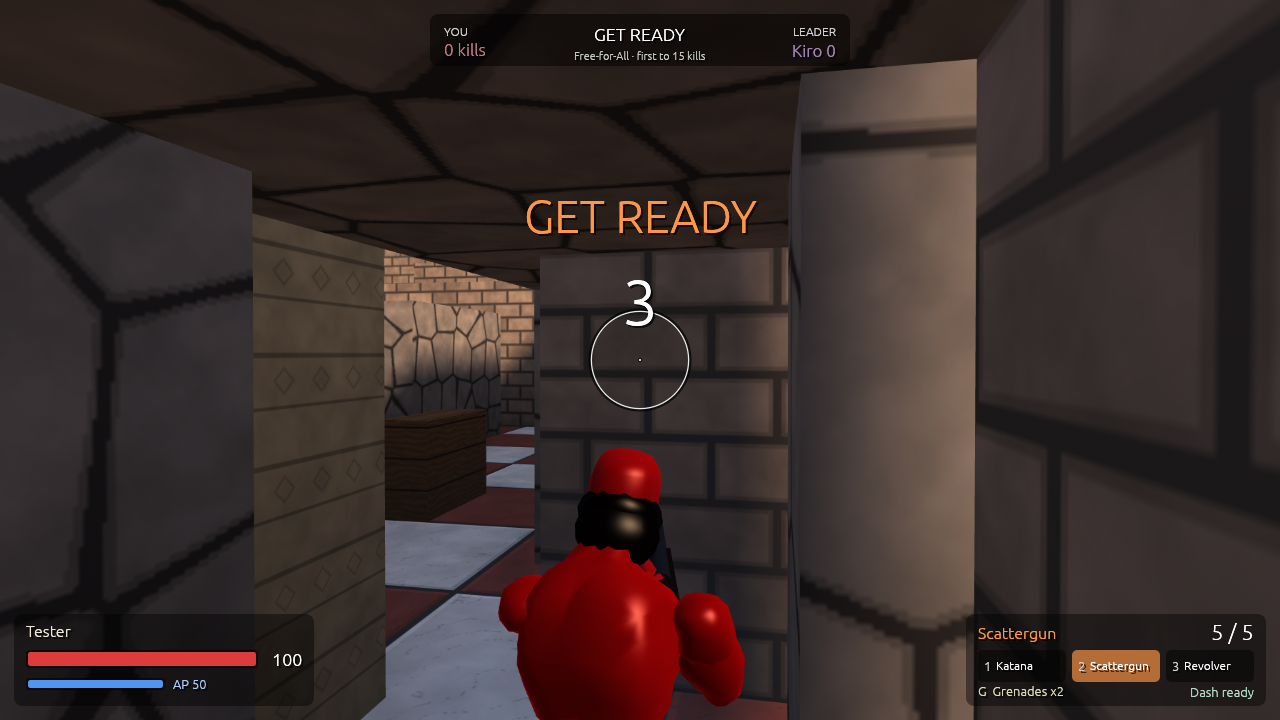 YOU
0 kills
GET READY
Free-for-All · first to 15 kills
LEADER
Kiro 0
GET READY
3
Tester
100
AP 50
Scattergun
5 / 5
1 Katana
2 Scattergun
3 Revolver
G Grenades x2
Dash ready